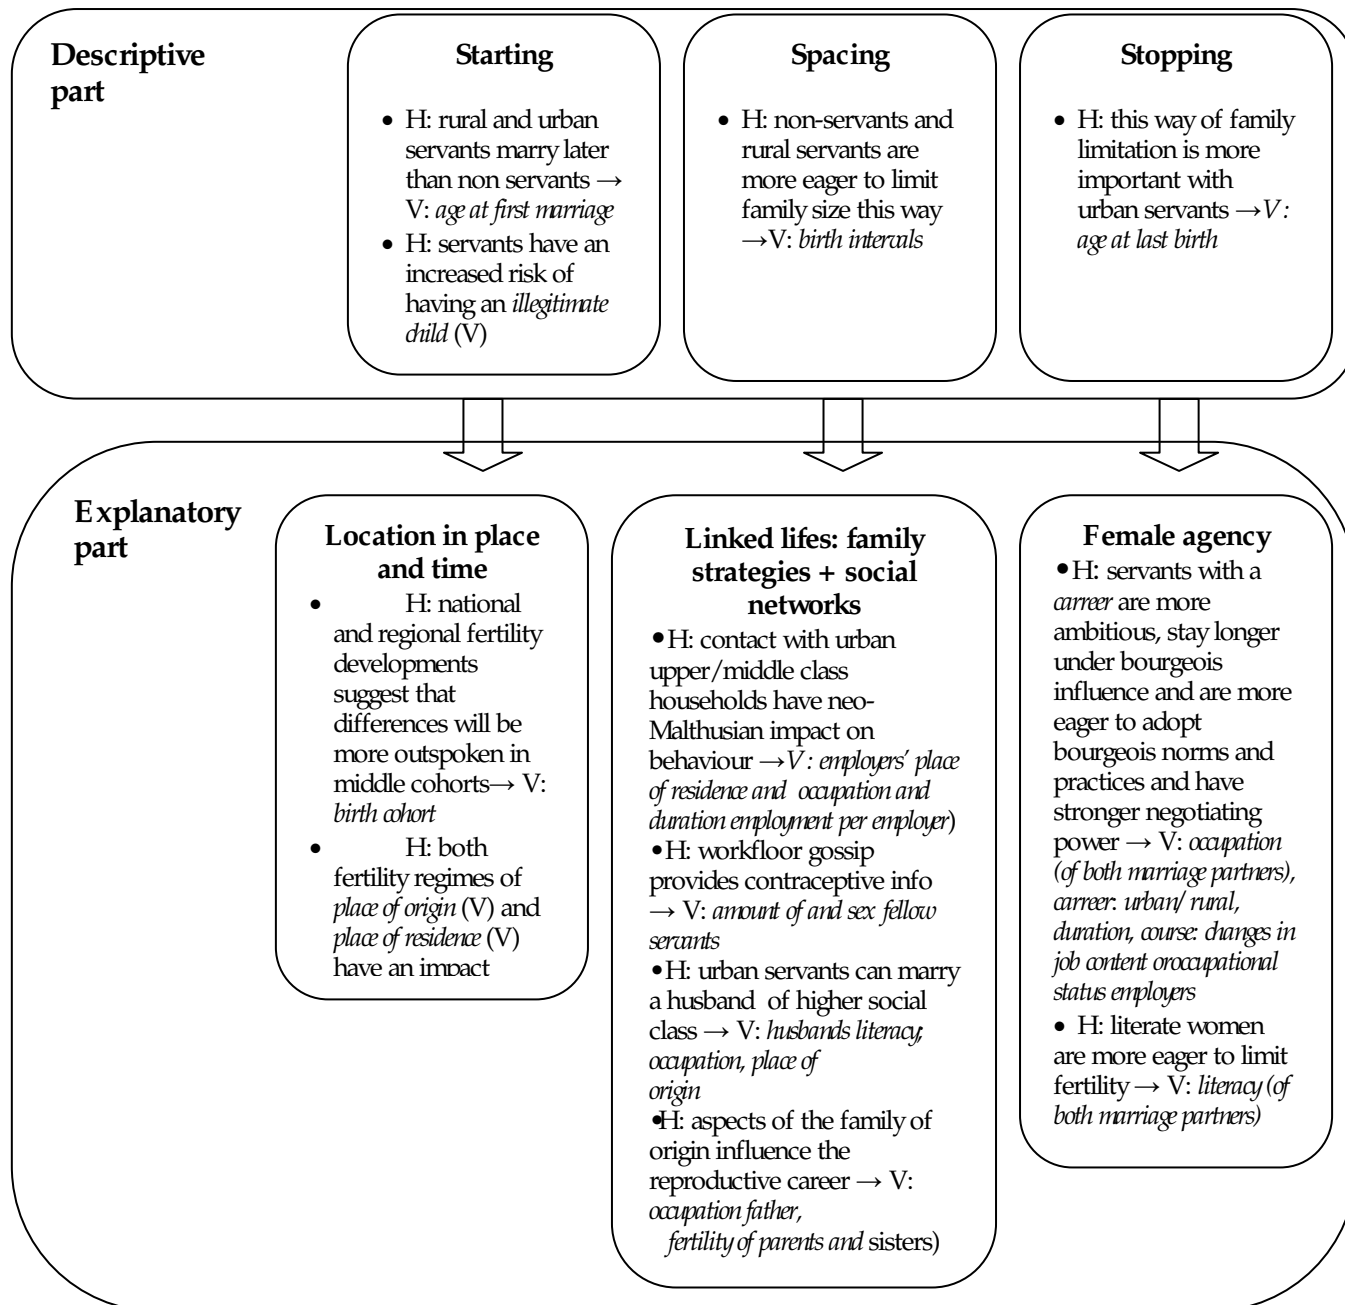 Descriptive
part
Starting
• H: rural and urban
servants marry later
than non servants →
V: age at first marriage
• H: servants have an
increased risk of
having an illegitimate
child (V)
Spacing
• H: non-servants and
rural servants are
more eager to limit
family size this way
→V: birth intervals
Stopping
• H: this way of family
limitation is more
important with
urban servants →V:
age at last birth
Explanatory
part
Location in place
and time
• H: national
and regional fertility
developments
suggest that
differences will be
more outspoken in
middle cohorts→ V:
birth cohort
• H: both
fertility regimes of
place of origin (V) and
place of residence (V)
have an impact
Linked lifes: family
strategies + social
networks
•H: contact with urban
upper/middle class
households have neo-
Malthusian impact on
behaviour →V: employers' place
of residence and occupation and
duration employment per employer)
•H: workfloor gossip
provides contraceptive info
→ V: amount of and sex fellow
servants
•H: urban servants can marry
a husband of higher social
class → V: husbands literacy,
occupation, place of
origin
•H: aspects of the family of
origin influence the
reproductive career → V:
occupation father,
fertility of parents and sisters)
Female agency
•H: servants with a
carreer are more
ambitious, stay longer
under bourgeois
influence and are more
eager to adopt
bourgeois norms and
practices and have
stronger negotiating
power → V: occupation
(of both marriage partners),
carreer: urban/ rural,
duration, course: changes in
job content oroccupational
status employers
• H: literate women
are more eager to limit
fertility → V: literacy (of
both marriage partners)